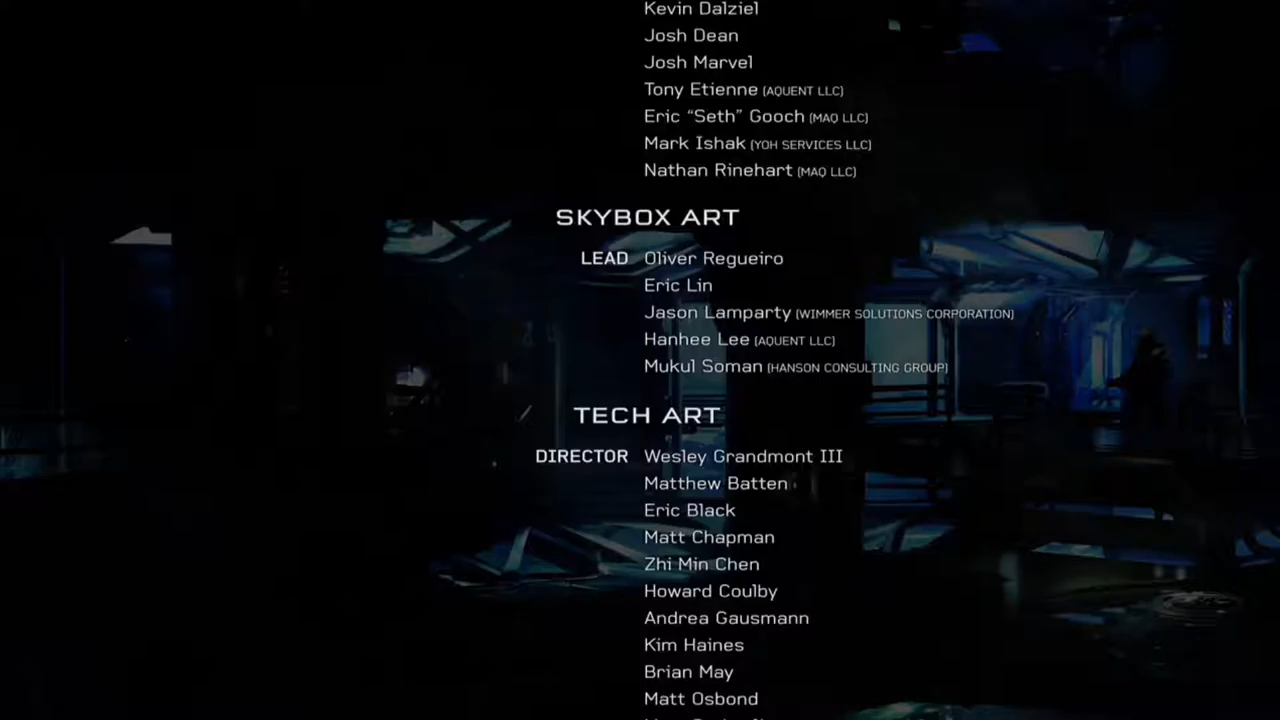 Kevin Dalziel
Josh Dean
Josh Marvel
Tony Etienne (AQUENT LLC)
Eric “Seth” Gooch (MAQ LLC)
Mark Ishak (YOH SERVICES LLC)
Nathan Rinehart (MAQ LLC)
SKYBOX ART
LEAD Oliver Regueiro
Eric Lin
Jason Lamparty (WIMMER SOLUTIONS CORPORATION)
Hanhee Lee (AQUENT LLC)
Mukul Soman (HANSON CONSULTING GROUP)
TECH ART
DIRECTOR Wesley Grandmont III
Matthew Batten
Eric Black
Matt Chapman
Zhi Min Chen
Howard Coulby
Andrea Gausmann
Kim Haines
Brian May
Matt Osbond